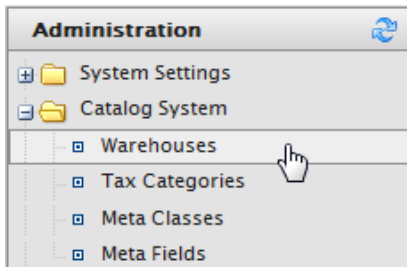 Administration
System Settings
Catalog System
Warehouses
Tax Categories
Meta Classes
Meta Fields